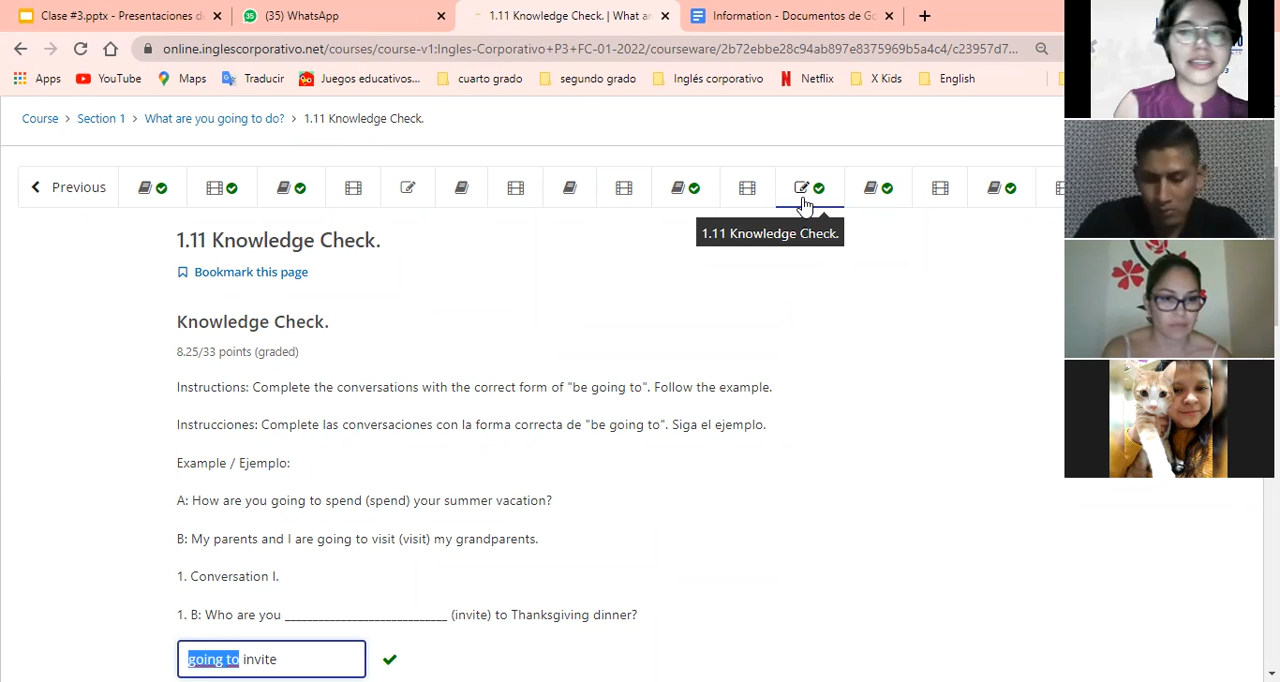 Clase #3.pptx - Presentaciones d
(35) WhatsApp
1.11 Knowledge Check. | What ar
Information - Documentos de Go
online.inglescorporativo.net/courses/course-v1:Ingles-Corporativo+P3+FC-01-2022/courseware/2b72ebbe28c94ab897e8375969b5a4c4/c23957d7...
Apps
YouTube
Maps
Traducir
Juegos educativos...
cuarto grado
segundo grado
Inglés corporativo
Netflix
X Kids
English
Course > Section 1 > What are you going to do? > 1.11 Knowledge Check.
Previous
1.11 Knowledge Check.
1.11 Knowledge Check.
Bookmark this page
Knowledge Check.
8.25/33 points (graded)
Instructions: Complete the conversations with the correct form of "be going to". Follow the example.
Instrucciones: Complete las conversaciones con la forma correcta de "be going to". Siga el ejemplo.
Example / Ejemplo:
A: How are you going to spend (spend) your summer vacation?
B: My parents and I are going to visit (visit) my grandparents.
1. Conversation I.
1. B: Who are you ___________________________ (invite) to Thanksgiving dinner?
going to invite